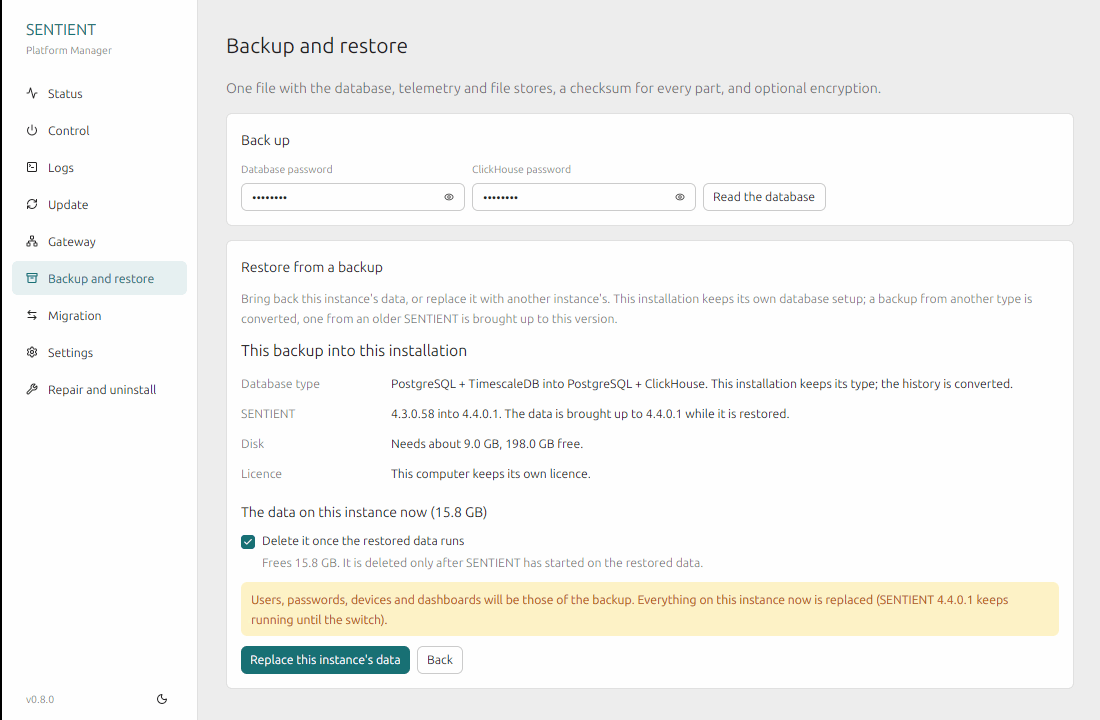 SENTIENT
Platform Manager
Status
Control
Logs
Update
Gateway
Backup and restore
Migration
Settings
Repair and uninstall
v0.8.0
Backup and restore
One file with the database, telemetry and file stores, a checksum for every part, and optional encryption.
Back up
Database password
ClickHouse password
••••••••
••••••••
Read the database
Restore from a backup
Bring back this instance's data, or replace it with another instance's. This installation keeps its own database setup; a backup from another type is
converted, one from an older SENTIENT is brought up to this version.
This backup into this installation
Database type PostgreSQL + TimescaleDB into PostgreSQL + ClickHouse. This installation keeps its type; the history is converted.
SENTIENT 4.3.0.58 into 4.4.0.1. The data is brought up to 4.4.0.1 while it is restored.
Disk Needs about 9.0 GB, 198.0 GB free.
Licence This computer keeps its own licence.
The data on this instance now (15.8 GB)
Delete it once the restored data runs
Frees 15.8 GB. It is deleted only after SENTIENT has started on the restored data.
Users, passwords, devices and dashboards will be those of the backup. Everything on this instance now is replaced (SENTIENT 4.4.0.1 keeps
running until the switch).
Replace this instance's data
Back